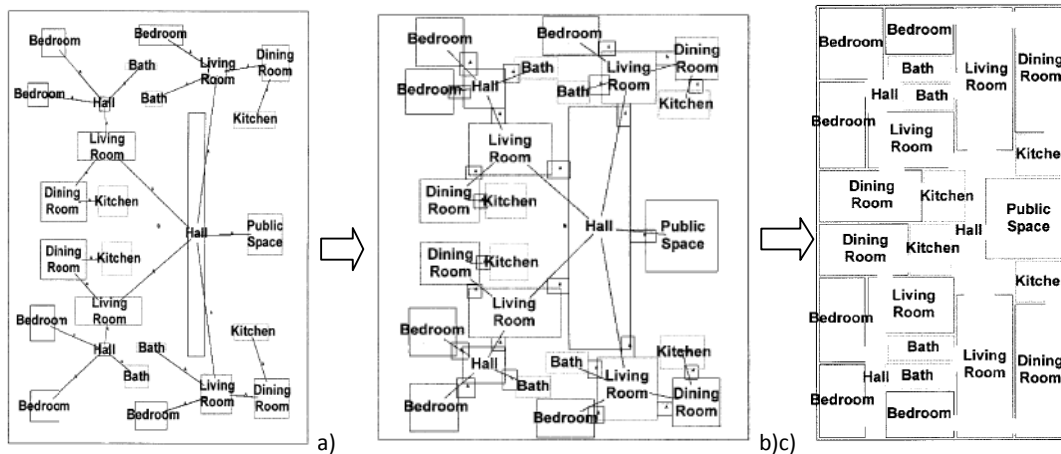 Bedroom
Bedroom
Living
Room
Dining
Room
Bath
Bedroom
Hall
Bath
Kitchen
Living
Room
Dining
Room
Kitchen
Hall
Public
Space
Dining
Room
Kitchen
Living
Room
Bedroom
Hall
Bath
Kitchen
Bath
Living
Room
Dining
Room
Bedroom
Bedroom
a)
Bedroom
Bedroom
Dining
Room
Bath
Living
Room
Bedroom
Hall
Bath
Kitchen
Living
Room
Dining
Room
Kitchen
Hall
Public
Space
Dining
Room
Kitchen
Living
Room
Bedroom
Hall
Bath
Kitchen
Bath
Living
Room
Dining
Room
Bedroom
Bedroom
b)
c)
Bedroom
Bedroom
Living
Room
Dining
Room
Bath
Hall
Bath
Bedroom
Living
Room
Kitchen
Dining
Room
Kitchen
Public
Space
Hall
Dining
Room
Kitchen
Kitchen
Living
Room
Bedroom
Bath
Living
Room
Dining
Room
Hall
Bath
Bedroom
Bedroom